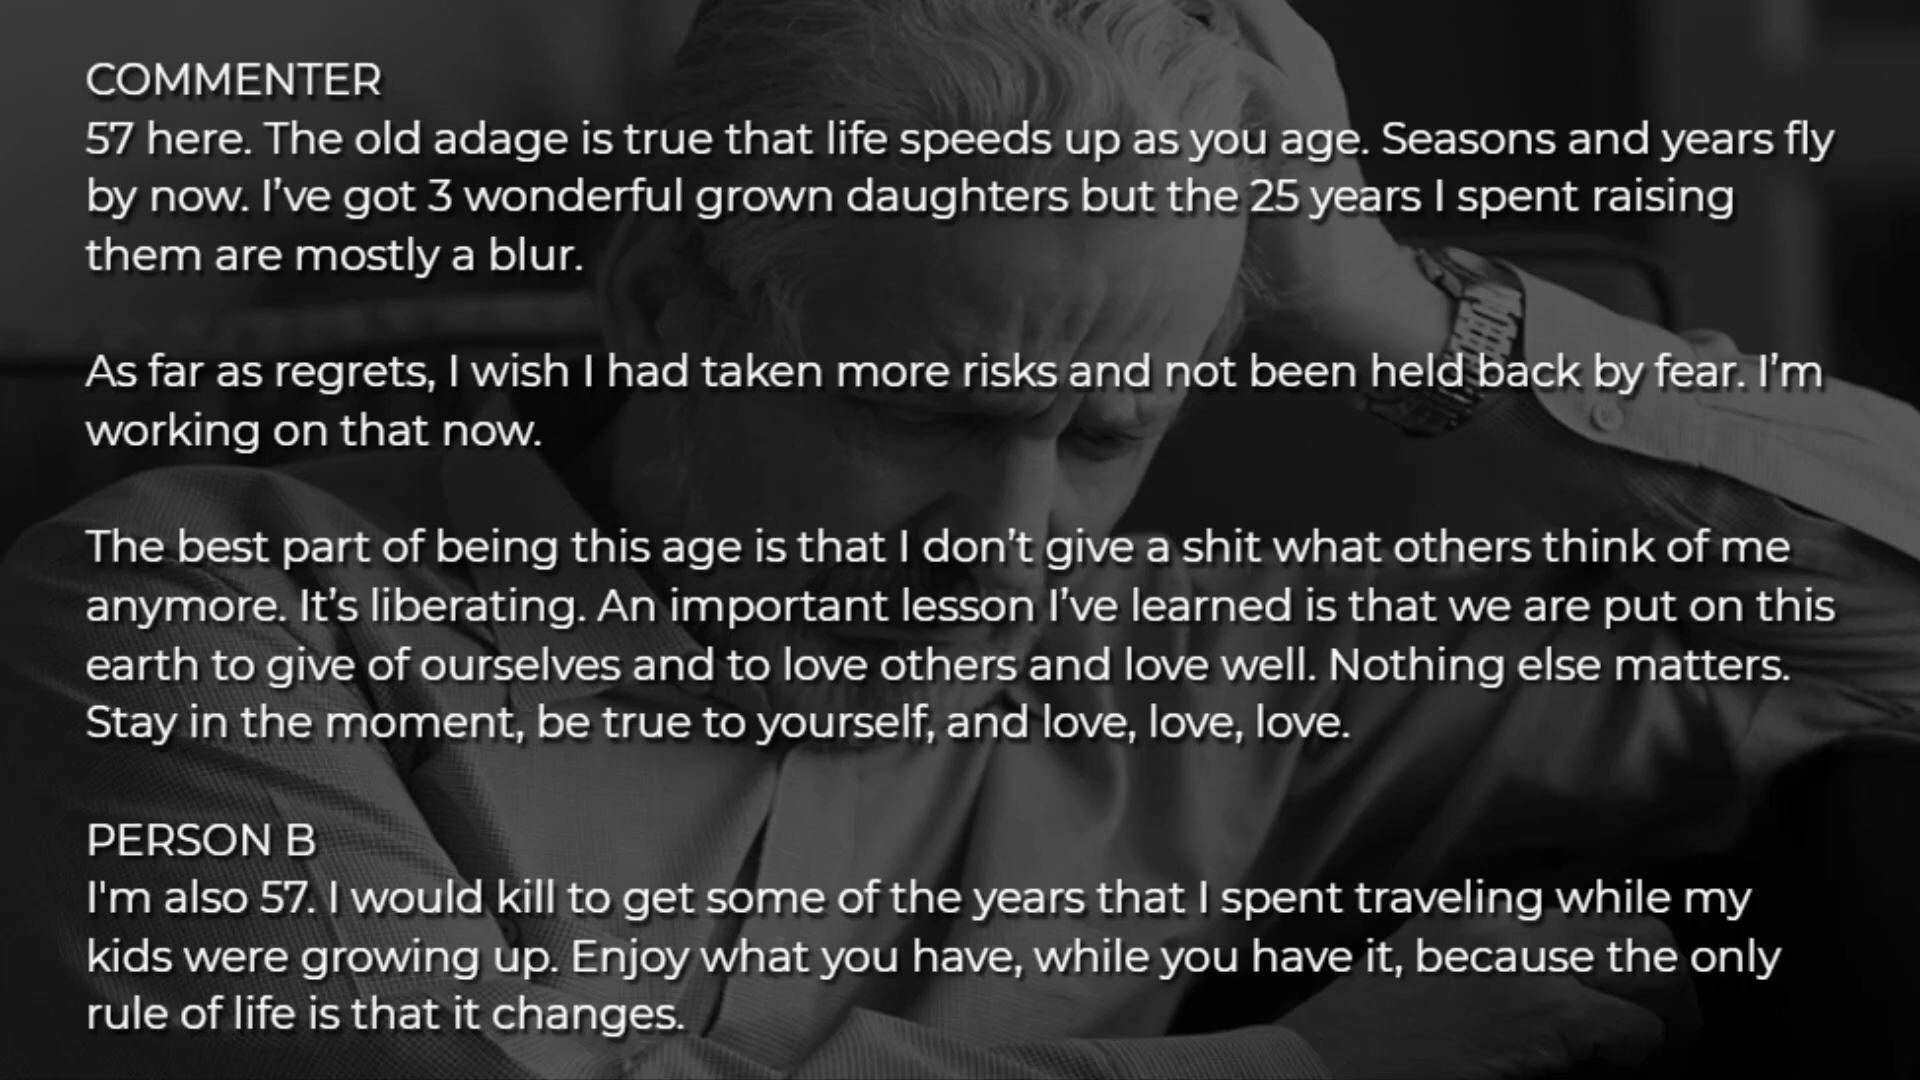 COMMENTER
57 here. The old adage is true that life speeds up as you age. Seasons and years fly
by now. I’ve got 3 wonderful grown daughters but the 25 years I spent raising
them are mostly a blur.
As far as regrets, I wish I had taken more risks and not been held back by fear. I’m
working on that now.
The best part of being this age is that I don’t give a shit what others think of me
anymore. It’s liberating. An important lesson I’ve learned is that we are put on this
earth to give of ourselves and to love others and love well. Nothing else matters.
Stay in the moment, be true to yourself, and love, love, love.
PERSON B
I'm also 57. I would kill to get some of the years that I spent traveling while my
kids were growing up. Enjoy what you have, while you have it, because the only
rule of life is that it changes.